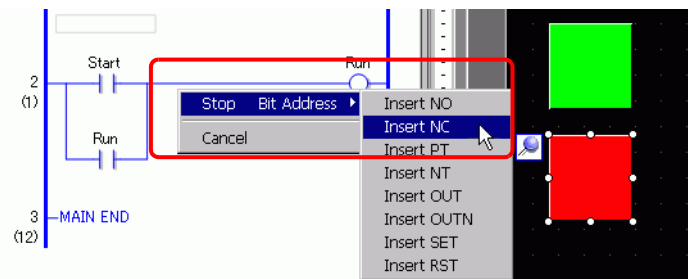 Start Run
2
(1)
Stop Bit Address Insert NO
Insert NC
Cancel
Run
Insert PT
Insert NT
Insert OUT
3 MAIN END Insert OUTN
(12)
Insert SET
Insert RST